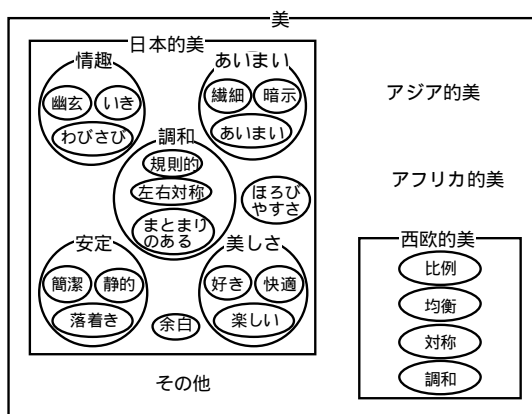 美
日本的美
情趣
幽玄
いき
わびさび
あいまい
繊細
暗示
あいまい
調和
規則的
左右対称
まとまり
のある
ほろび
やすさ
安定
簡潔
静的
落着き
美しさ
好き
快適
楽しい
余白
アジア的美
アフリカ的美
西欧的美
比例
均衡
対称
調和
その他